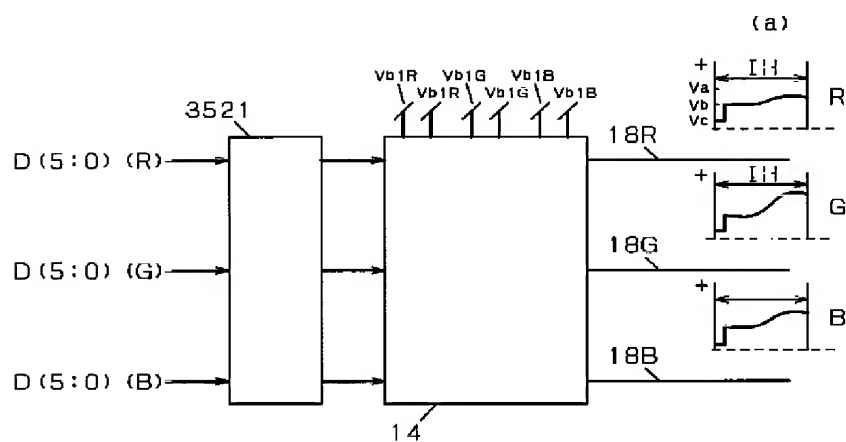 (a)
Vb1R Vb1G Vb1B
Vb1R Vb1G Vb1B
3521
+ 1H
Va
Vb
Vc
R
18R
D(5:0)(R)
+ 1H
G
18G
D(5:0)(G)
+
B
18B
D(5:0)(B)
14